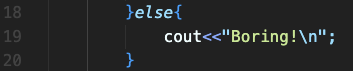 18 }else{
19 cout<<"Boring!\n";
20 }